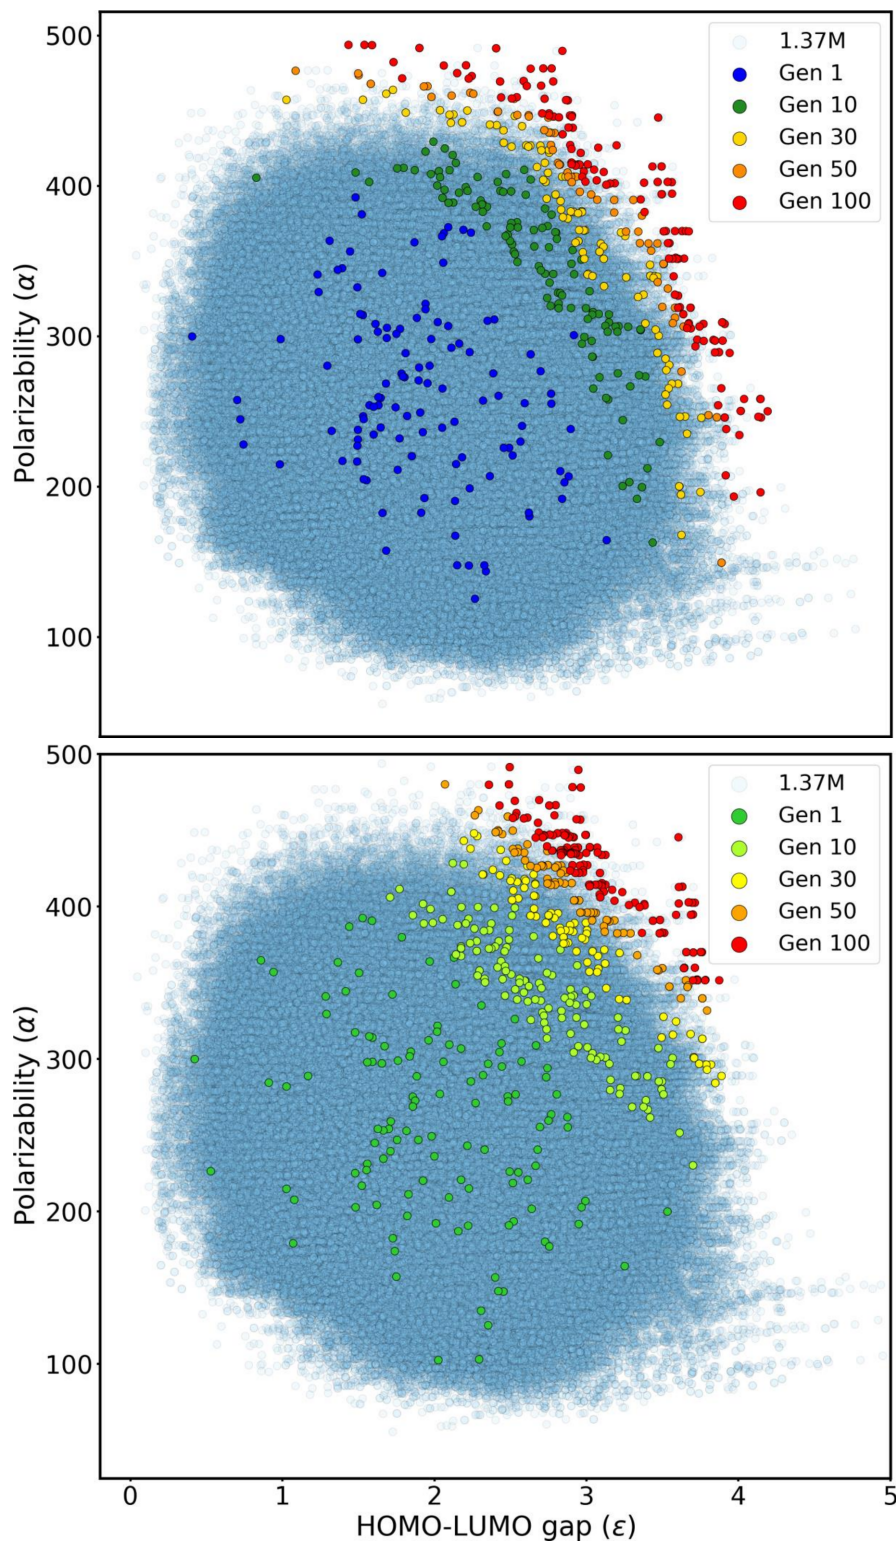 500
400
300
200
100
Polarizability (α)
1.37M
Gen 1
Gen 10
Gen 30
Gen 50
Gen 100
500
400
300
200
100
Polarizability (α)
1.37M
Gen 1
Gen 10
Gen 30
Gen 50
Gen 100
0 1 2 3 4 5
HOMO-LUMO gap (ε)